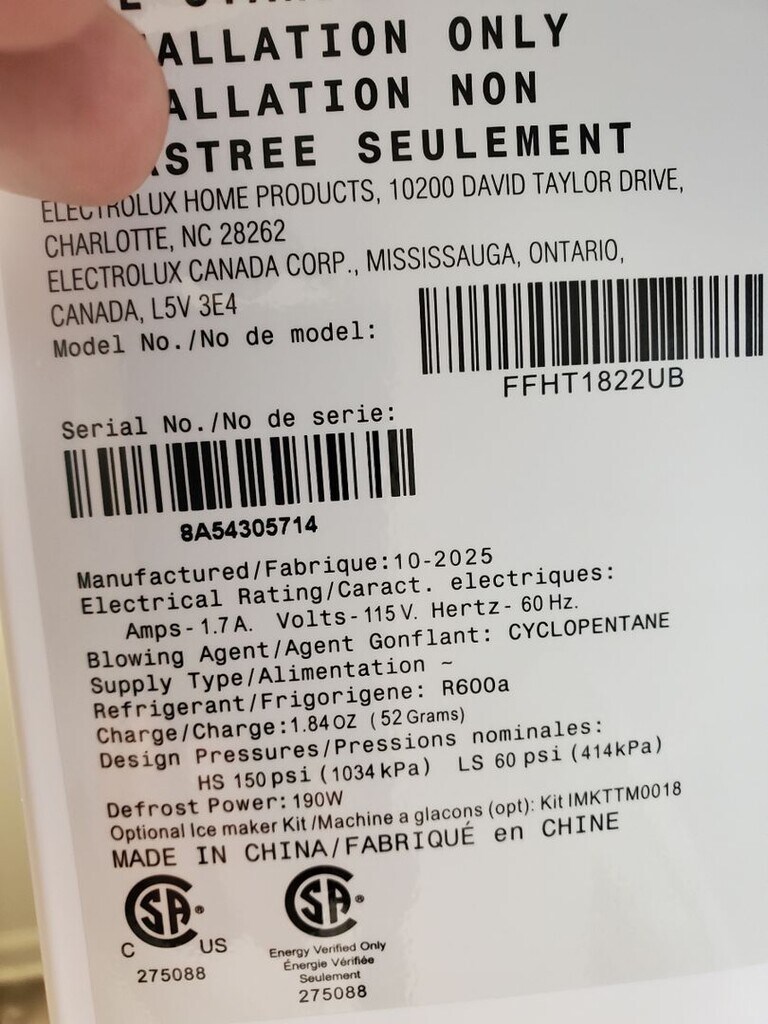 ALLATION ONLY
ALLATION NON
STREE SEULEMENT
ELECTROLUX HOME PRODUCTS, 10200 DAVID TAYLOR DRIVE,
CHARLOTTE, NC 28262
ELECTROLUX CANADA CORP., MISSISSAUGA, ONTARIO,
CANADA, L5V 3E4
Model No./No de model:
FFHT1822UB
Serial No./No de serie:
8A54305714
Manufactured/Fabrique:10-2025
Electrical Rating/Caract. electriques:
Amps-1.7A. Volts-115V. Hertz-60 Hz.
Blowing Agent/Agent Gonflant: CYCLOPENTANE
Supply Type/Alimentation ~
Refrigerant/Frigorigene: R600a
Charge/Charge:1.84OZ (52 Grams)
Design Pressures/Pressions nominales:
HS 150psi (1034kPa) LS 60 psi (414kPa)
Defrost Power:190W
Optional Ice maker Kit /Machine a glacons (opt): Kit IMKTTM0018
MADE IN CHINA/FABRIQUÉ en CHINE
SA ® SA ®
C US
275088
Energy Verified Only
Énergie Vérifiée
Seulement
275088